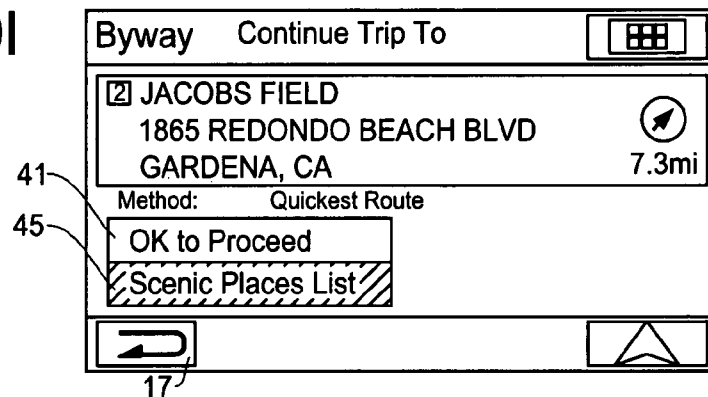 Byway Continue Trip To
2 JACOBS FIELD
1865 REDONDO BEACH BLVD
GARDENA, CA 7.3mi
Method: Quickest Route
41
OK to Proceed
45
Scenic Places List
17